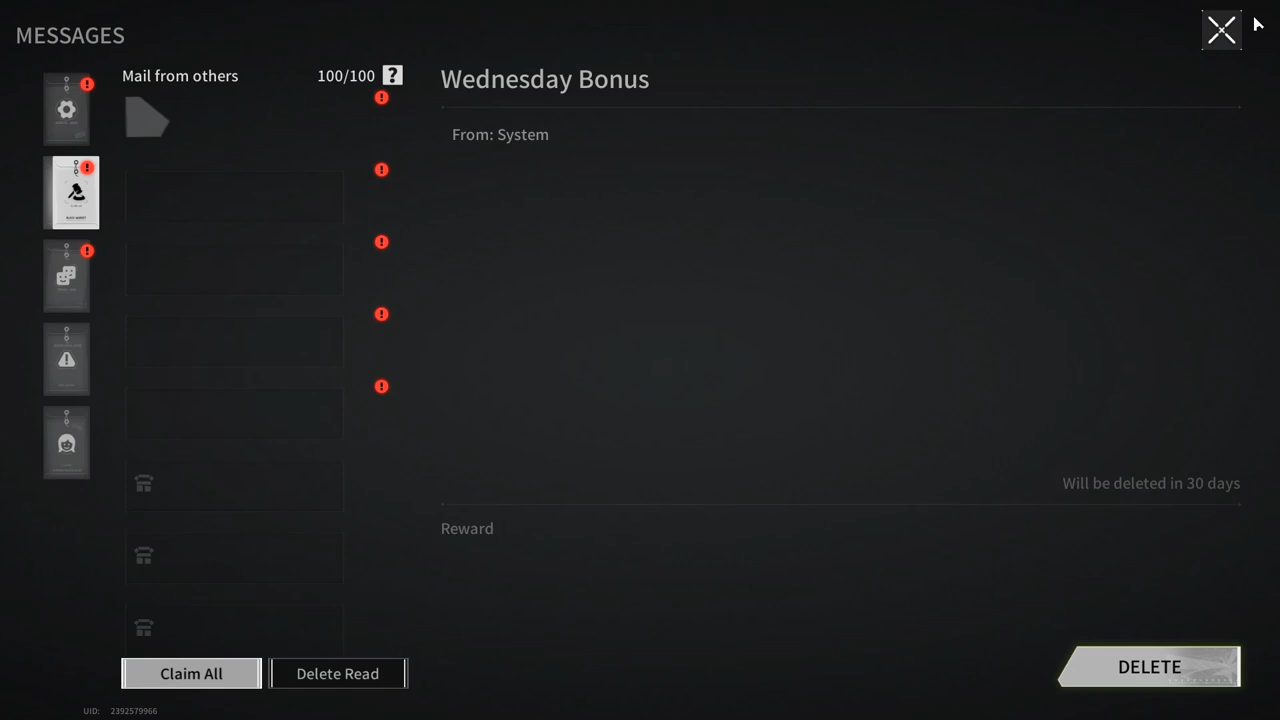 MESSAGES
Mail from others
100/100
?
Wednesday Bonus
From: System
Will be deleted in 30 days
Reward
Claim All
Delete Read
DELETE
UID: 2392579966